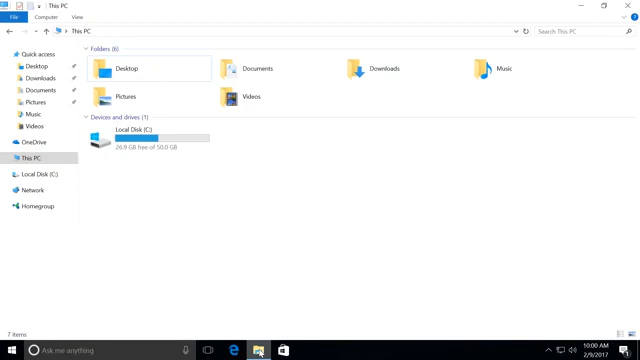 This PC
File
Computer
View
This PC
Search This PC
Quick access
Desktop
Downloads
Documents
Pictures
Music
Videos
OneDrive
This PC
Local Disk (C:)
Network
Homegroup
Folders (6)
Desktop
Documents
Downloads
Music
Pictures
Videos
Devices and drives (1)
Local Disk (C:)
26.9 GB free of 50.0 GB
7 items
Ask me anything
10:00 AM
2/9/2017